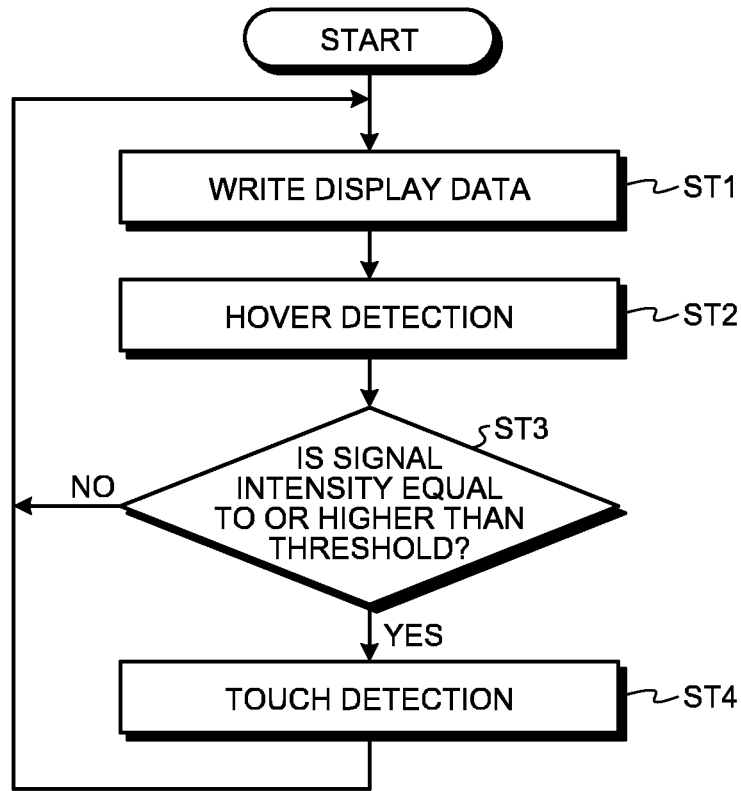 START
WRITE DISPLAY DATA
ST1
HOVER DETECTION
ST2
ST3
IS SIGNAL
INTENSITY EQUAL
TO OR HIGHER THAN
THRESHOLD?
NO
YES
TOUCH DETECTION
ST4